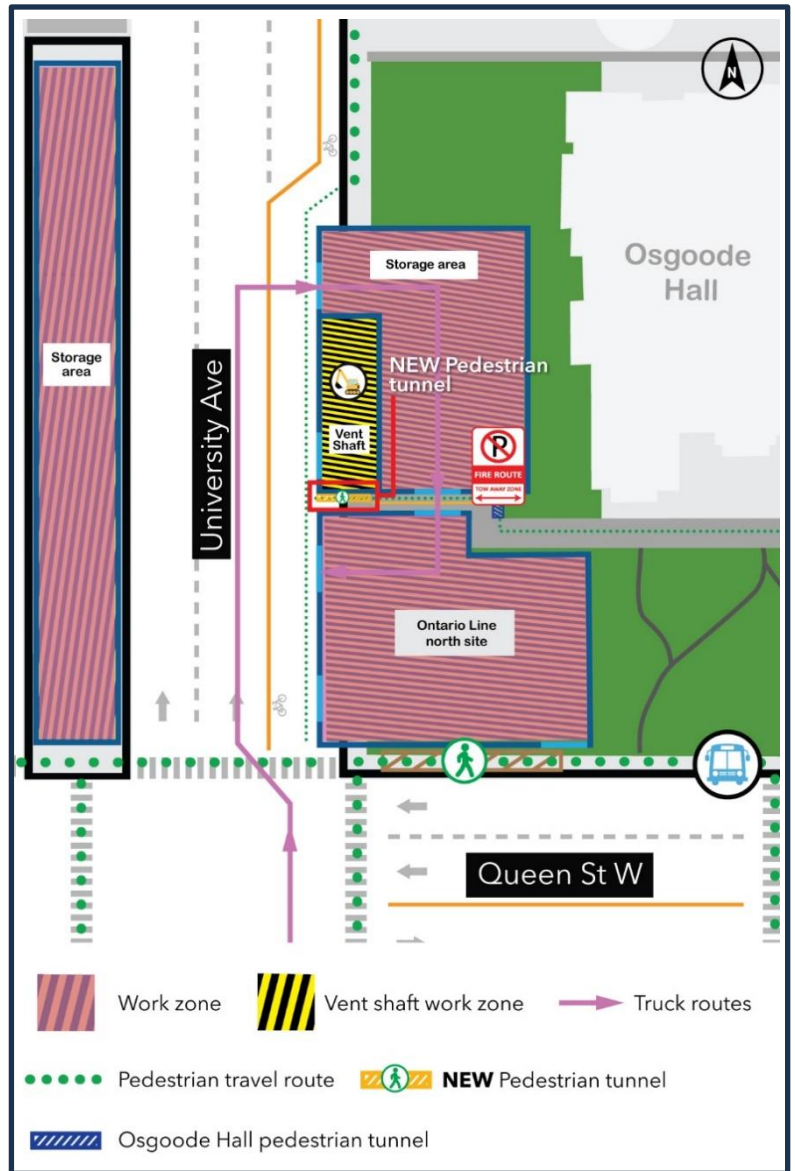 N
Storage area
Osgoode
Hall
NEW Pedestrian
tunnel
Storage
area
University Ave
Vent
Shaft
P
FIRE ROUTE
TOW AWAY ZONE
Ontario Line
north site
Queen St W
Work zone
Vent shaft work zone
Truck routes
Pedestrian travel route
NEW Pedestrian tunnel
Osgoode Hall pedestrian tunnel